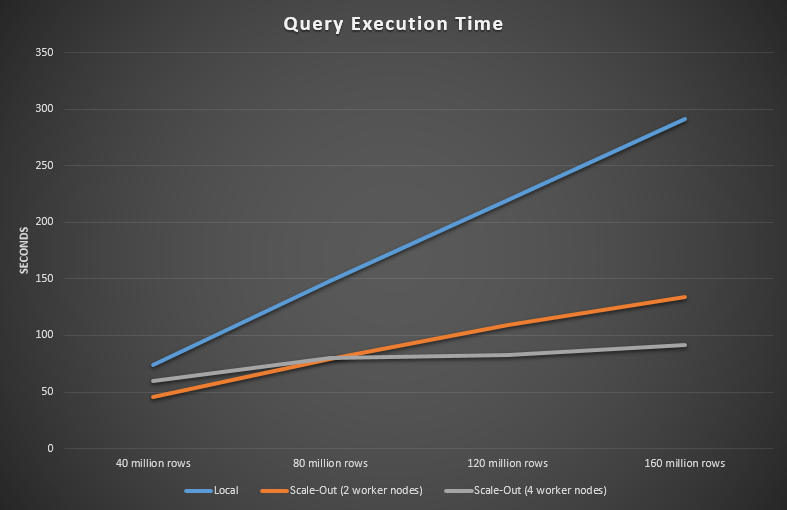 Query Execution Time
350
300
250
200
150
100
50
0
SECONDS
40 million rows 80 million rows 120 million rows 160 million rows
Local Scale-Out (2 worker nodes) Scale-Out (4 worker nodes)